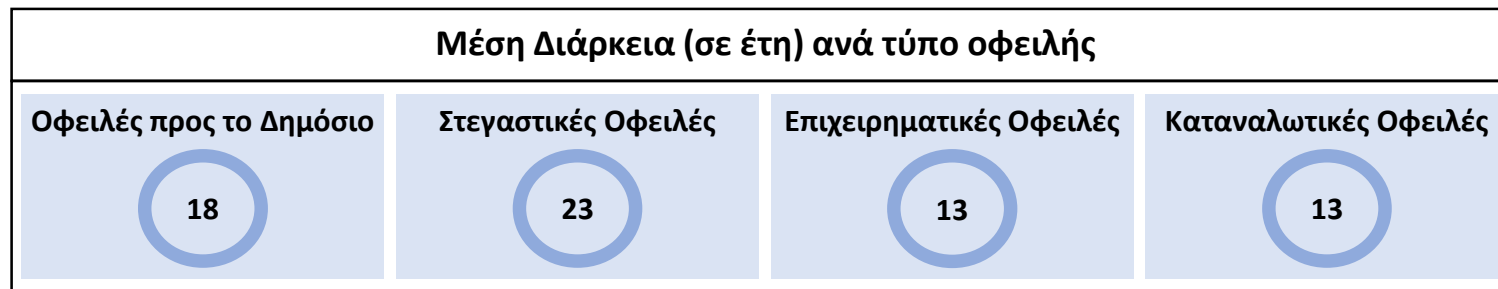 Μέση Διάρκεια (σε έτη) ανά τύπο οφειλής
Οφειλές προς το Δημόσιο
18
Στεγαστικές Οφειλές
23
Επιχειρηματικές Οφειλές
13
Καταναλωτικές Οφειλές
13